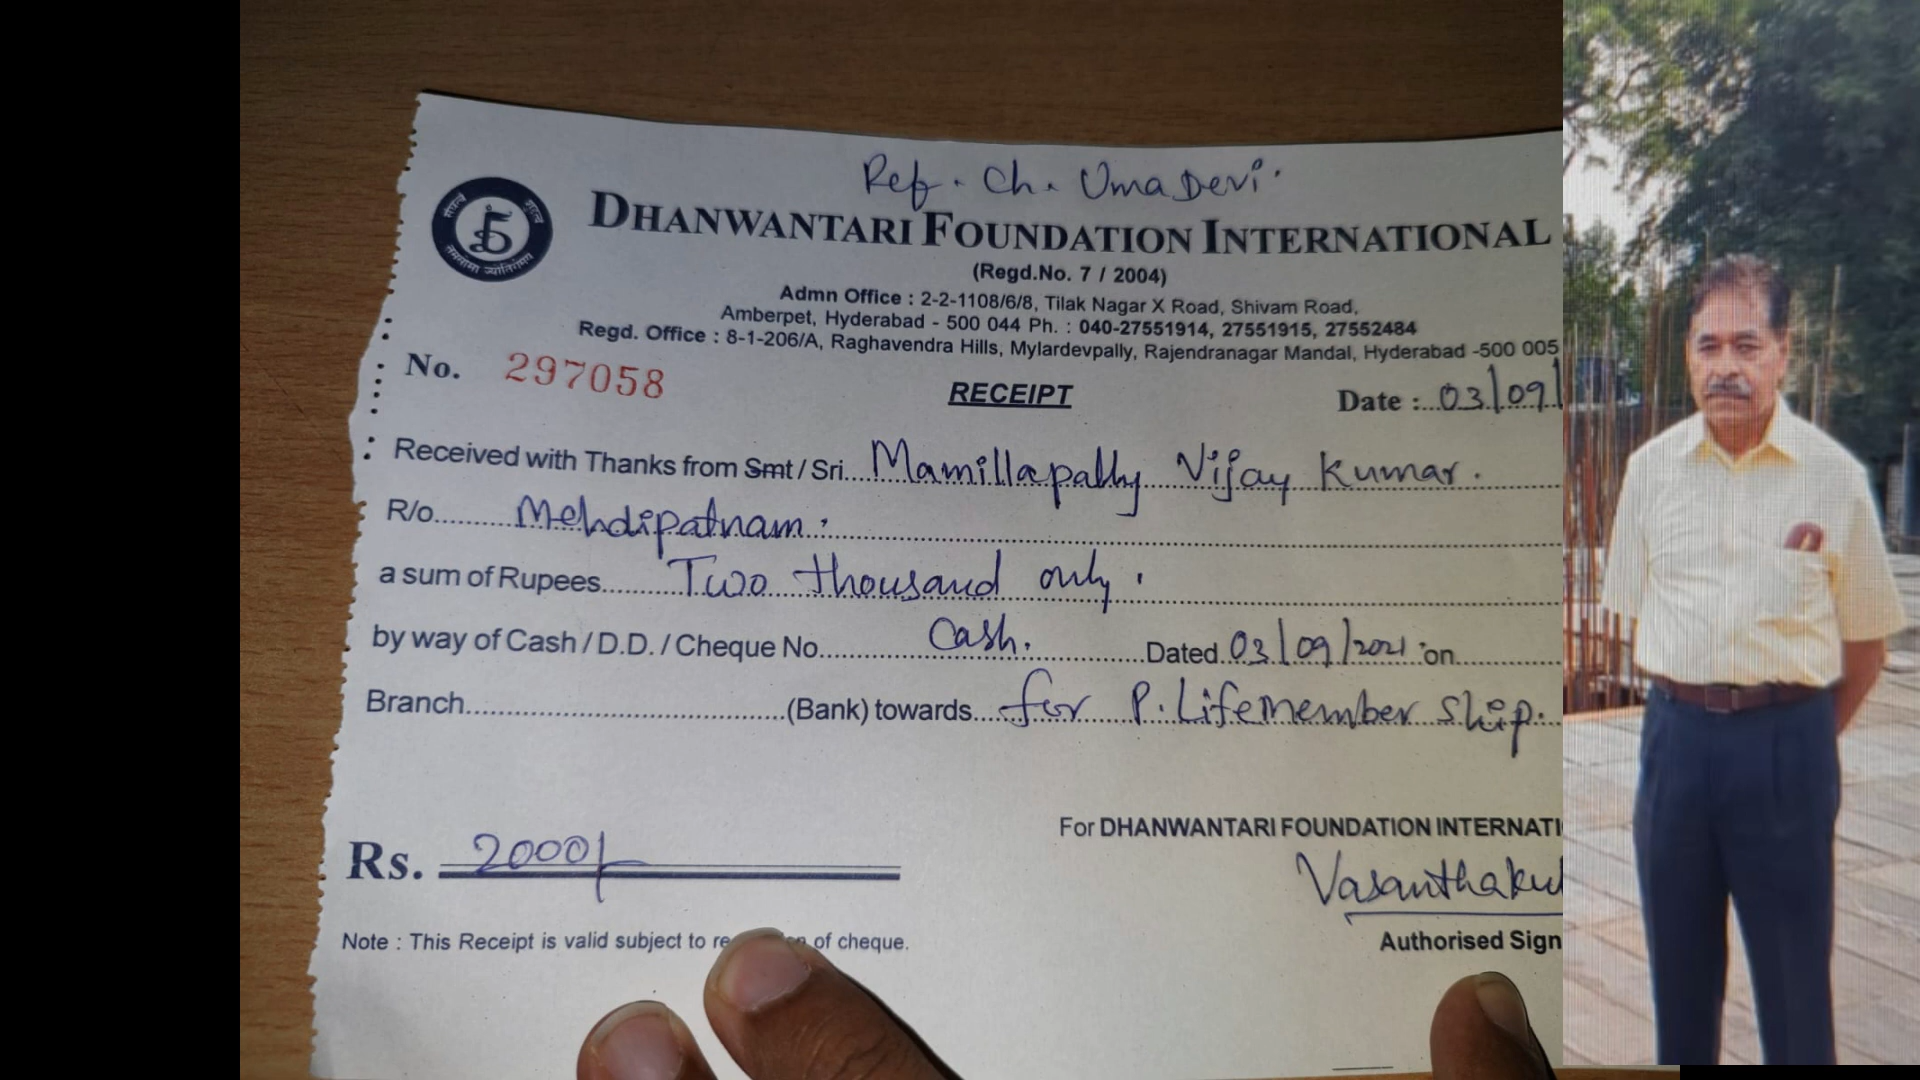 Ref. Ch. Uma Devi.
DHANWANTARI FOUNDATION INTERNATIONAL
(Regd.No. 7 / 2004)
Admn Office : 2-2-1108/6/8, Tilak Nagar X Road, Shivam Road,
Amberpet, Hyderabad - 500 044 Ph. : 040-27551914, 27551915, 27552484
Regd. Office : 8-1-206/A, Raghavendra Hills, Mylardevpally, Rajendranagar Mandal, Hyderabad -500 005
No. 297058 RECEIPT Date : 03/09/
Received with Thanks from Smt / Sri Mamillapally Vijay Kumar.
R/o Mehdipatnam.
a sum of Rupees Two thousand only.
by way of Cash / D.D. / Cheque No Cash. Dated 03/09/2021 on
Branch (Bank) towards for P. Life member ship.
For DHANWANTARI FOUNDATION INTERNATI
Rs. 2000/-
Vasanthaku
Note : This Receipt is valid subject to of cheque.
Authorised Sign